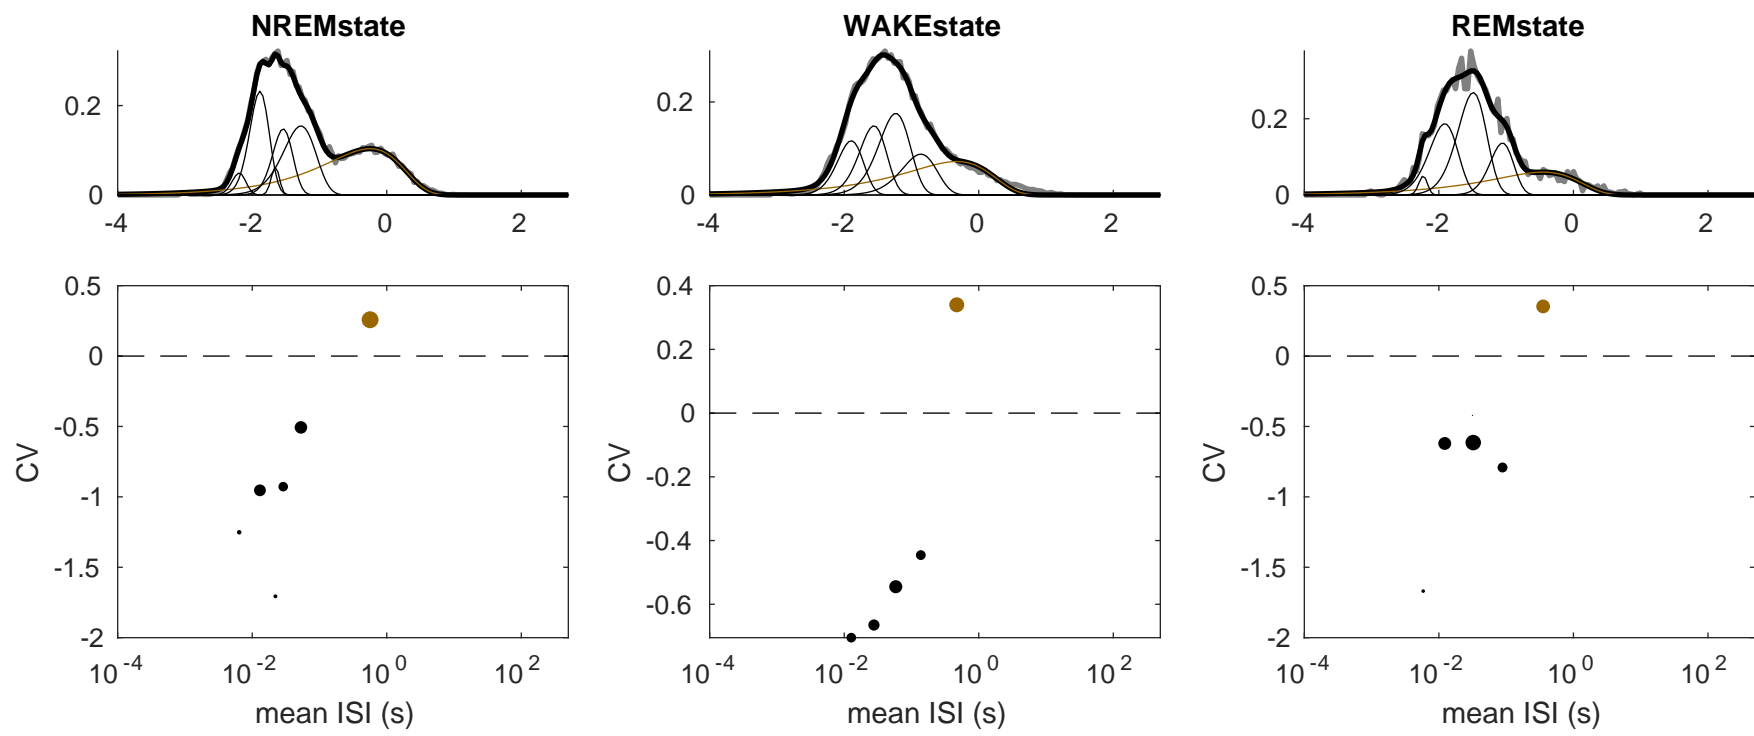 NREMstate WAKEstate REMstate
0.2 0.2 0.2
0 0 0
-4 -2 0 2 -4 -2 0 2 -4 -2 0 2
0.5 0.4 0.5
0 0.2 0
-0.5 0 -0.5
-1 -0.2 -1
-1.5 -0.4 -1.5
-2 -0.6 -2
CV CV CV
10^-4 10^-2 10^0 10^2 10^-4 10^-2 10^0 10^2 10^-4 10^-2 10^0 10^2
mean ISI (s) mean ISI (s) mean ISI (s)